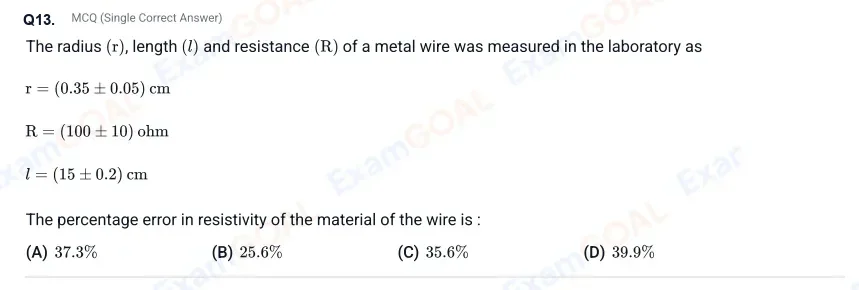 Q13. MCQ (Single Correct Answer)
The radius (r), length (l) and resistance (R) of a metal wire was measured in the laboratory as
r = (0.35 ± 0.05) cm
R = (100 ± 10) ohm
l = (15 ± 0.2) cm
The percentage error in resistivity of the material of the wire is :
(A) 37.3% (B) 25.6% (C) 35.6% (D) 39.9%
ExamGOAL